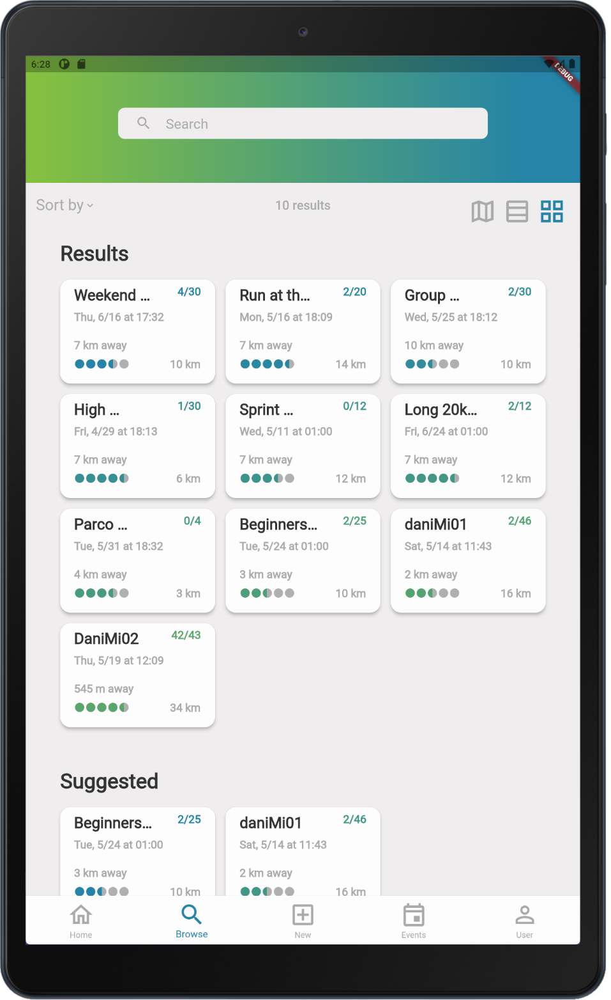 6:28
DEBUG
Search
Sort by
10 results
Results
Weekend ... 4/30
Thu, 6/16 at 17:32
7 km away
10 km
Run at th... 2/20
Mon, 5/16 at 18:09
7 km away
14 km
Group ... 2/30
Wed, 5/25 at 18:12
10 km away
10 km
High ... 1/30
Fri, 4/29 at 18:13
7 km away
6 km
Sprint ... 0/12
Wed, 5/11 at 01:00
7 km away
12 km
Long 20k... 2/12
Fri, 6/24 at 01:00
7 km away
12 km
Parco ... 0/4
Tue, 5/31 at 18:32
4 km away
3 km
Beginners... 2/25
Tue, 5/24 at 01:00
3 km away
10 km
daniMi01 2/46
Sat, 5/14 at 11:43
2 km away
16 km
DaniMi02 42/43
Thu, 5/19 at 12:09
545 m away
34 km
Suggested
Beginners... 2/25
Tue, 5/24 at 01:00
3 km away
10 km
daniMi01 2/46
Sat, 5/14 at 11:43
2 km away
16 km
Home
Browse
New
Events
User